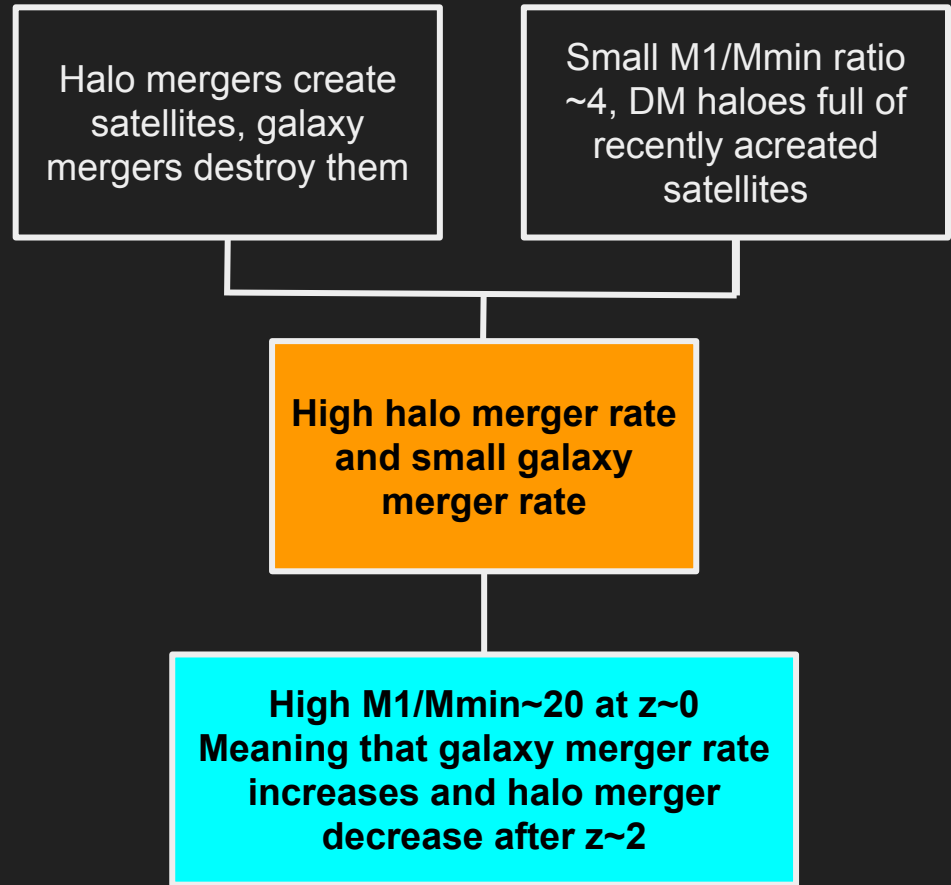 Halo mergers create
satellites, galaxy
mergers destroy them
Small M1/Mmin ratio
~4, DM haloes full of
recently acreated
satellites
High halo merger rate
and small galaxy
merger rate
High M1/Mmin~20 at z~0
Meaning that galaxy merger rate
increases and halo merger
decrease after z~2